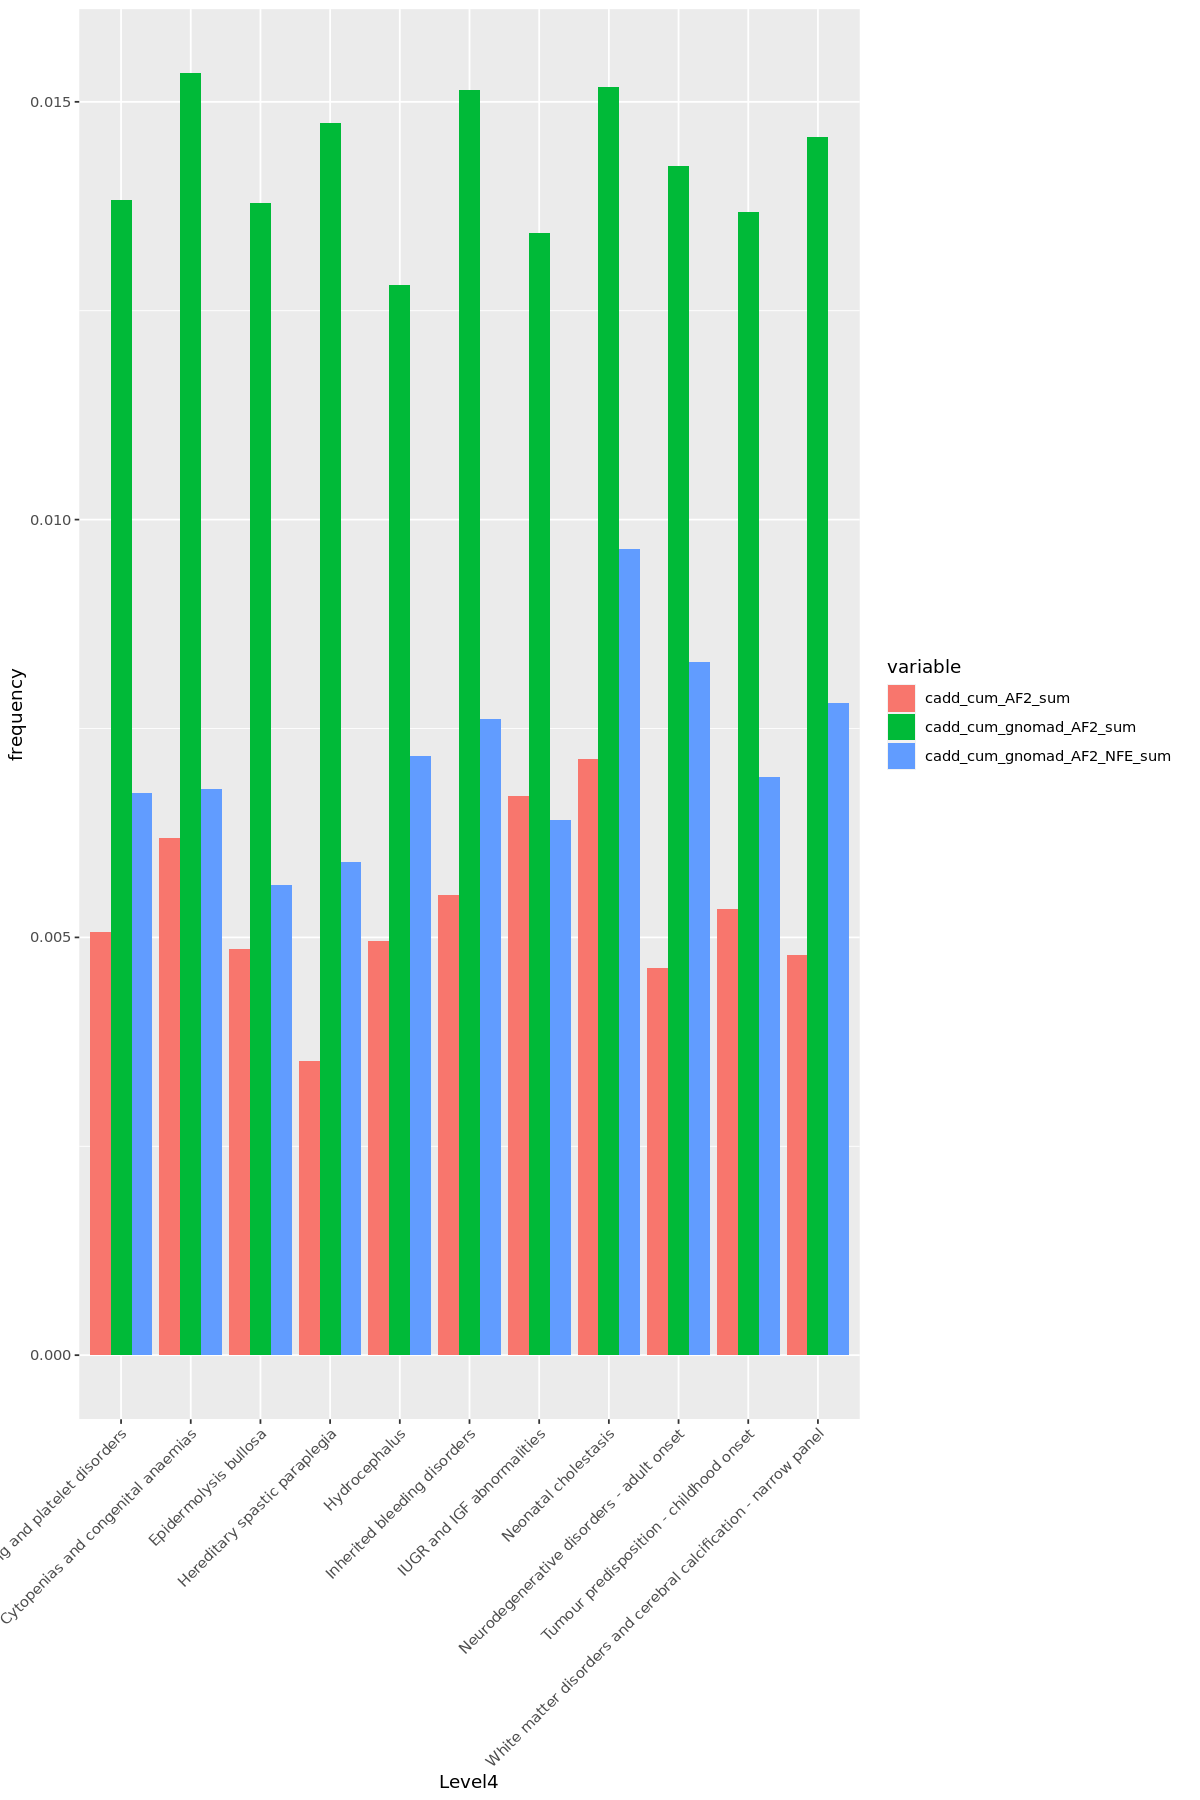 0.015
0.010
0.005
0.000
frequency
and platelet disorders
Cytopenias and congenital anaemias
Epidermolysis bullosa
Hereditary spastic paraplegia
Hydrocephalus
Inherited bleeding disorders
IUGR and IGF abnormalities
Neonatal cholestasis
Neurodegenerative disorders - adult onset
Tumour predisposition - childhood onset
White matter disorders and cerebral calcification - narrow panel
Level4
variable
cadd_cum_AF2_sum
cadd_cum_gnomad_AF2_sum
cadd_cum_gnomad_AF2_NFE_sum